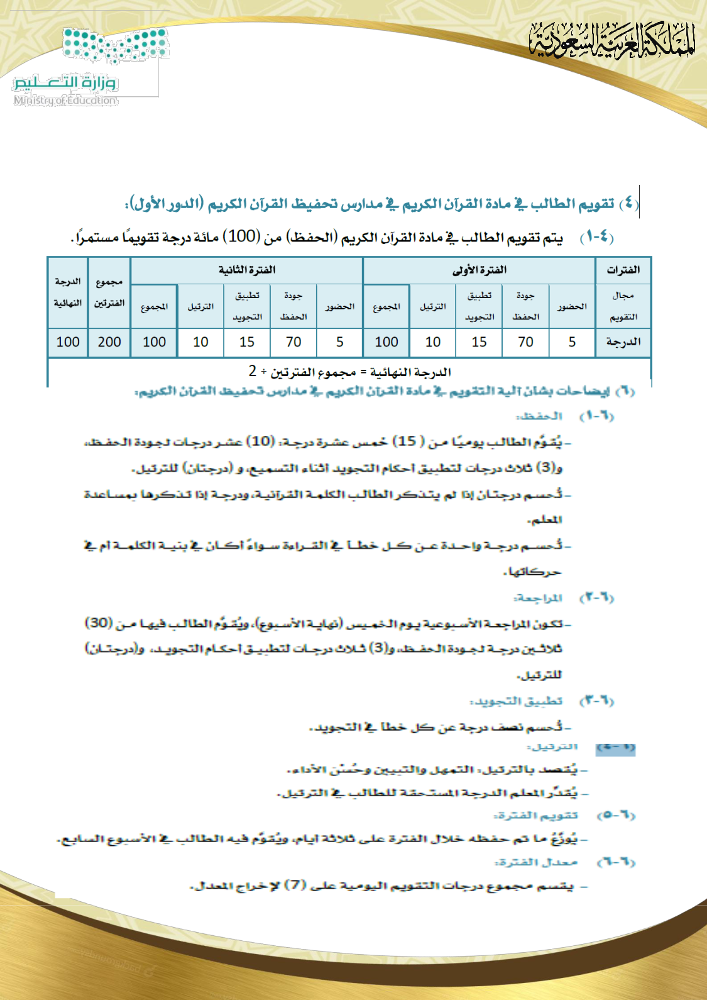 المملكة العربية السعودية
وزارة التعليم
Ministry of Education
(٤) تقويم الطالب في مادة القرآن الكريم في مدارس تحفيظ القرآن الكريم (الدور الأول):
(٤-١) يتم تقويم الطالب في مادة القرآن الكريم (الحفظ) من (100) مائة درجة تقويمًا مستمرًا.
الفترات الفترة الأولى الفترة الثانية مجموع الفترتين الدرجة النهائية
مجال التقويم الحضور جودة الحفظ تطبيق التجويد الترتيل المجموع الحضور جودة الحفظ تطبيق التجويد الترتيل المجموع
الدرجة 5 70 15 10 100 5 70 15 10 100 200 100
الدرجة النهائية = مجموع الفترتين ÷ 2
(٦) إيضاحات بشأن آلية التقويم في مادة القرآن الكريم في مدارس تحفيظ القرآن الكريم:
(٦-١) الحفظ:
- يُقوَّم الطالب يوميًا من ( 15) خمس عشرة درجة: (10) عشر درجات لجودة الحفظ،
و(3) ثلاث درجات لتطبيق أحكام التجويد أثناء التسميع، و (درجتان) للترتيل.
- تُحسم درجتان إذا لم يتذكر الطالب الكلمة القرآنية، ودرجة إذا تذكرها بمساعدة
المعلم.
- تُحسم درجة واحدة عن كل خطأ في القراءة سواءً أكان في بنية الكلمة أم في
حركاتها.
(٦-٢) المراجعة:
- تكون المراجعة الأسبوعية يوم الخميس (نهاية الأسبوع)، ويُقوَّم الطالب فيها من (30)
ثلاثين درجة لجودة الحفظ، و(3) ثلاث درجات لتطبيق أحكام التجويد، و(درجتان)
للترتيل.
(٦-٣) تطبيق التجويد:
- تُحسم نصف درجة عن كل خطأ في التجويد.
(٦-٤) الترتيل:
- يُقصد بالترتيل: التمهل والتبيين وحُسْن الأداء.
- يُقدِّر المعلم الدرجة المستحقة للطالب في الترتيل.
(٦-٥) تقويم الفترة:
- يُوزَّعُ ما تم حفظه خلال الفترة على ثلاثة أيام، ويُقوَّم فيه الطالب في الأسبوع السابع.
(٦-٦) معدل الفترة:
- يقسم مجموع درجات التقويم اليومية على (7) لإخراج المعدل.